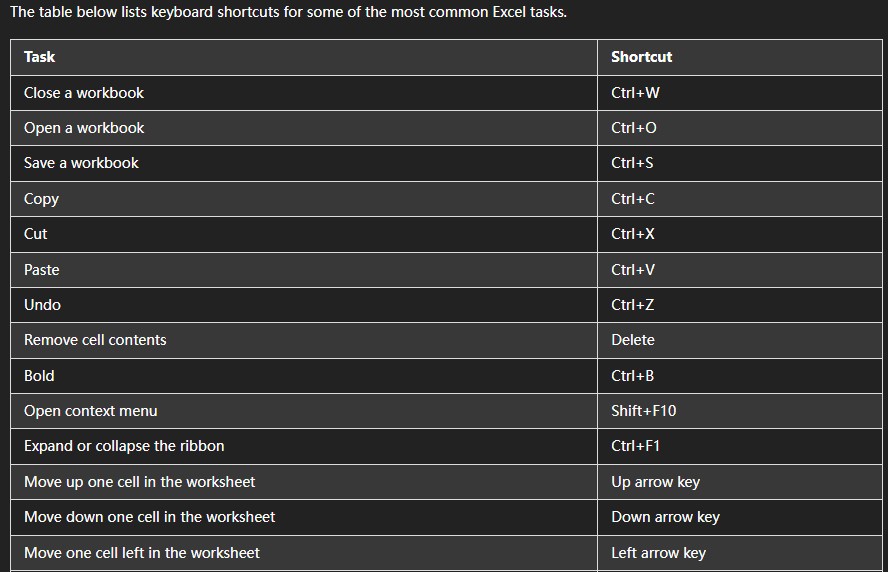 The table below lists keyboard shortcuts for some of the most common Excel tasks.
Task Shortcut
Close a workbook Ctrl+W
Open a workbook Ctrl+O
Save a workbook Ctrl+S
Copy Ctrl+C
Cut Ctrl+X
Paste Ctrl+V
Undo Ctrl+Z
Remove cell contents Delete
Bold Ctrl+B
Open context menu Shift+F10
Expand or collapse the ribbon Ctrl+F1
Move up one cell in the worksheet Up arrow key
Move down one cell in the worksheet Down arrow key
Move one cell left in the worksheet Left arrow key